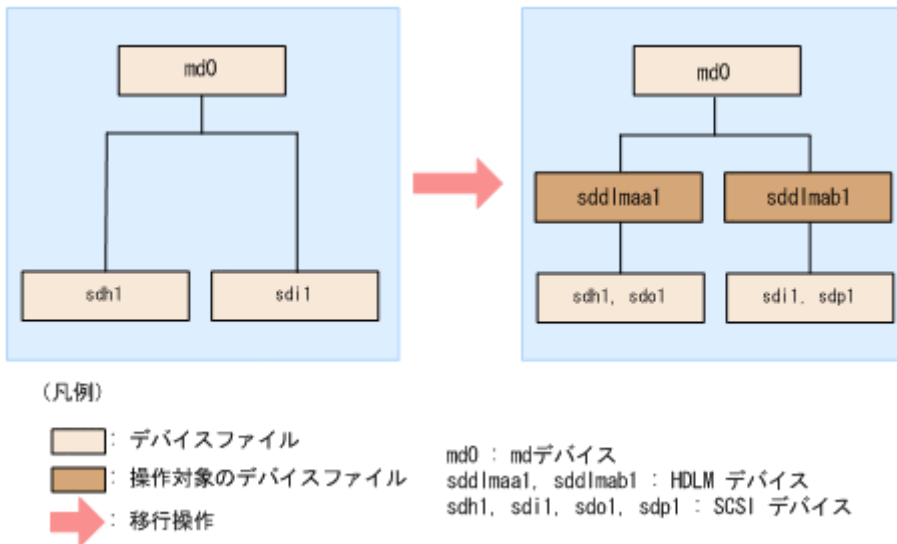 md0
md0
sddlmaa1
sddlmab1
sdh1
sdi1
sdh1, sdo1
sdi1, sdp1
(凡例)
: デバイスファイル
: 操作対象のデバイスファイル
: 移行操作
md0 : mdデバイス
sddlmaa1, sddlmab1 : HDLM デバイス
sdh1, sdi1, sdo1, sdp1 : SCSI デバイス